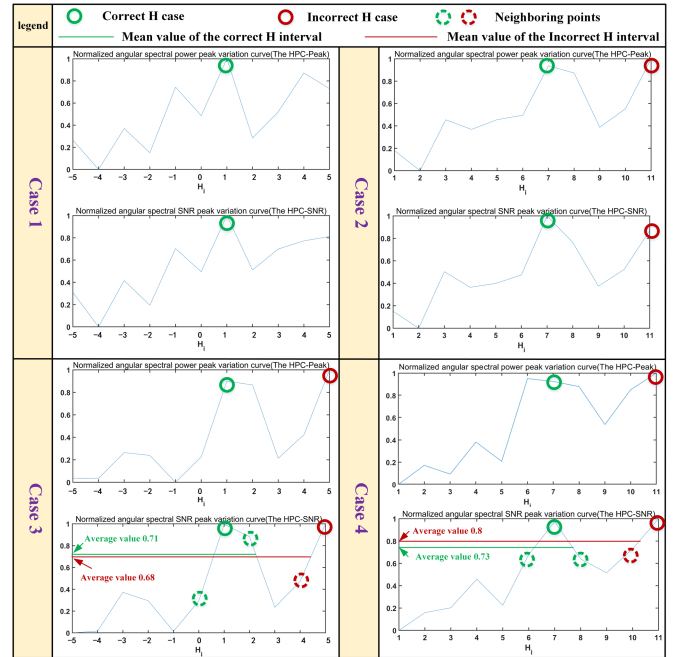 legend
Correct H case Incorrect H case Neighboring points
Mean value of the correct H interval Mean value of the Incorrect H interval
Case 1
Normalized angular spectral power peak variation curve(The HPC-Peak)
1
0.8
0.6
0.4
0.2
0
-5 -4 -3 -2 -1 0 1 2 3 4 5
H i
Normalized angular spectral SNR peak variation curve(The HPC-SNR)
1
0.8
0.6
0.4
0.2
0
-5 -4 -3 -2 -1 0 1 2 3 4 5
H i
Case 2
Normalized angular spectral power peak variation curve(The HPC-Peak)
1
0.8
0.6
0.4
0.2
0
1 2 3 4 5 6 7 8 9 10 11
H i
Normalized angular spectral SNR peak variation curve(The HPC-SNR)
1
0.8
0.6
0.4
0.2
0
1 2 3 4 5 6 7 8 9 10 11
H i
Case 3
Normalized angular spectral power peak variation curve(The HPC-Peak)
1
0.8
0.6
0.4
0.2
0
-5 -4 -3 -2 -1 0 1 2 3 4 5
H i
Normalized angular spectral SNR peak variation curve(The HPC-SNR)
1
0.8
0.6
0.4
0.2
0
Average value 0.71
Average value 0.68
-5 -4 -3 -2 -1 0 1 2 3 4 5
H i
Case 4
Normalized angular spectral power peak variation curve(The HPC-Peak)
1
0.8
0.6
0.4
0.2
0
1 2 3 4 5 6 7 8 9 10 11
H i
Normalized angular spectral SNR peak variation curve(The HPC-SNR)
1
0.8
0.6
0.4
0.2
0
Average value 0.8
Average value 0.73
1 2 3 4 5 6 7 8 9 10 11
H i